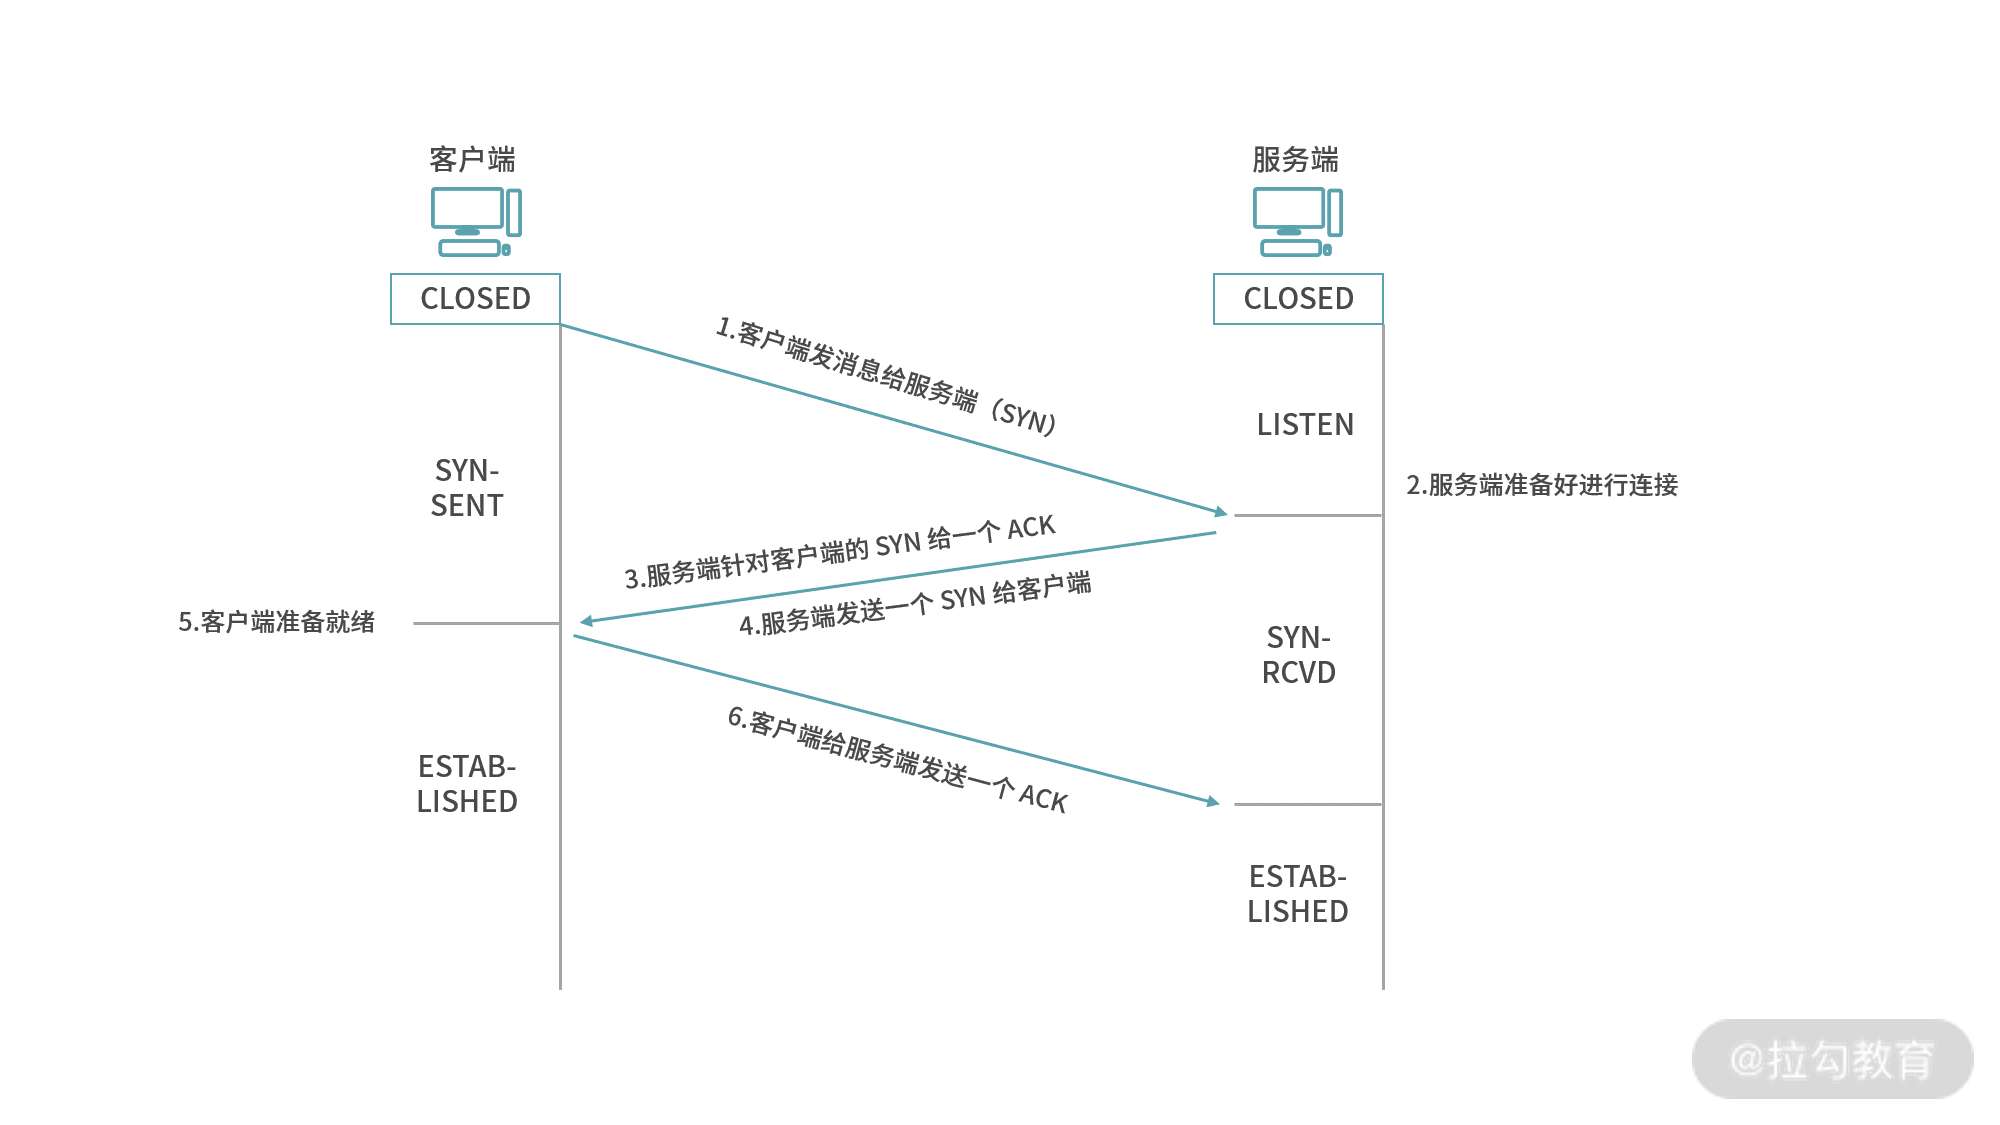 客户端
服务端
CLOSED
CLOSED
1.客户端发消息给服务端（SYN）
LISTEN
SYN-
SENT
2.服务端准备好进行连接
3.服务端针对客户端的 SYN 给一个 ACK
4.服务端发送一个 SYN 给客户端
5.客户端准备就绪
SYN-
RCVD
6.客户端给服务端发送一个 ACK
ESTAB-
LISHED
ESTAB-
LISHED
@拉勾教育